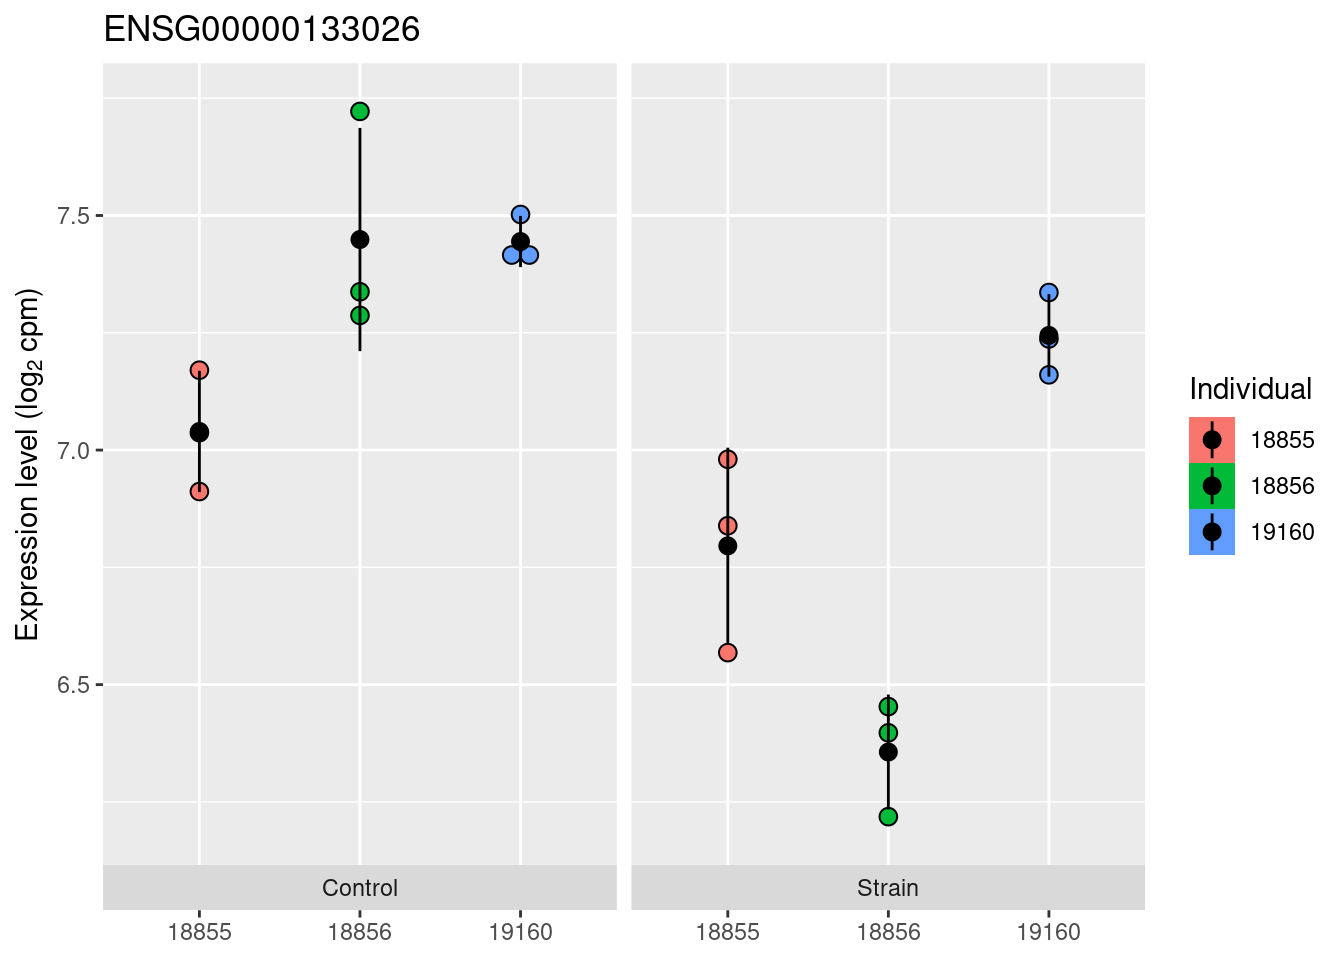 ENSG00000133026
Expression level (log₂ cpm)
7.5
7.0
6.5
Control
Strain
18855
18856
19160
18855
18856
19160
Individual
18855
18856
19160